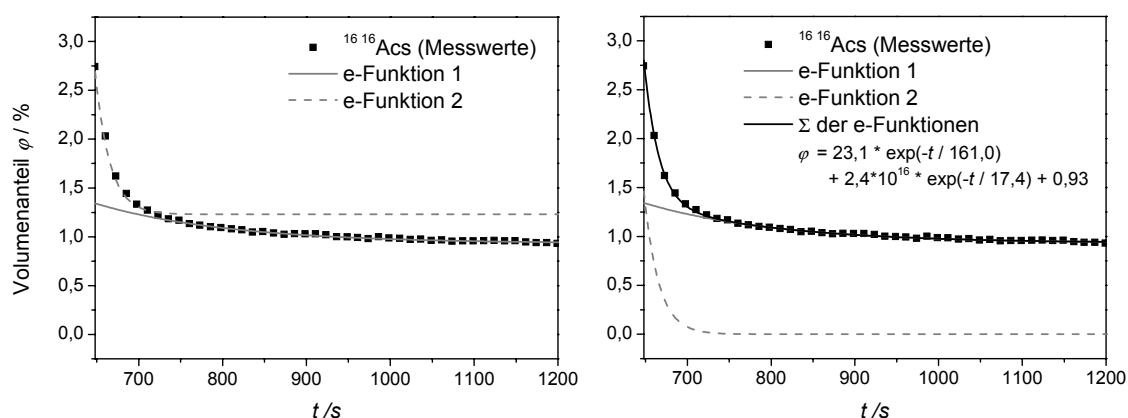 Volumenanteil φ / %
3,0
2,5
2,0
1,5
1,0
0,5
0,0
¹⁶ ¹⁶Acs (Messwerte)
e-Funktion 1
e-Funktion 2
700 800 900 1000 1100 1200
t /s
3,0
2,5
2,0
1,5
1,0
0,5
0,0
¹⁶ ¹⁶Acs (Messwerte)
e-Funktion 1
e-Funktion 2
Σ der e-Funktionen
φ = 23,1 * exp(-t / 161,0)
+ 2,4*10¹⁶ * exp(-t / 17,4) + 0,93
700 800 900 1000 1100 1200
t /s